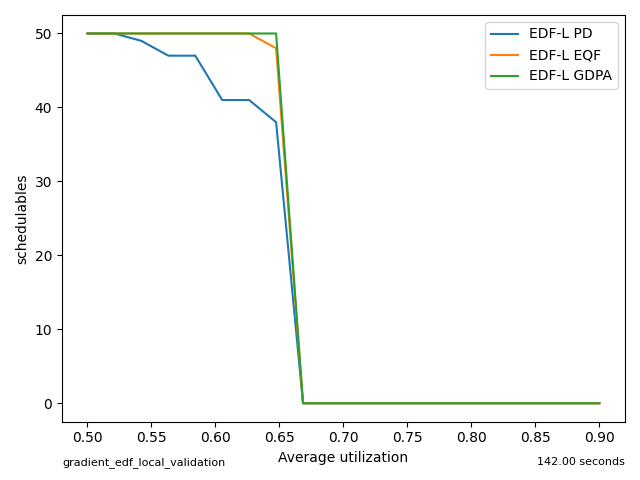 EDF-L PD
EDF-L EQF
EDF-L GDPA
50
40
30
20
10
0
schedulables
0.50 0.55 0.60 0.65 0.70 0.75 0.80 0.85 0.90
Average utilization
gradient_edf_local_validation
142.00 seconds